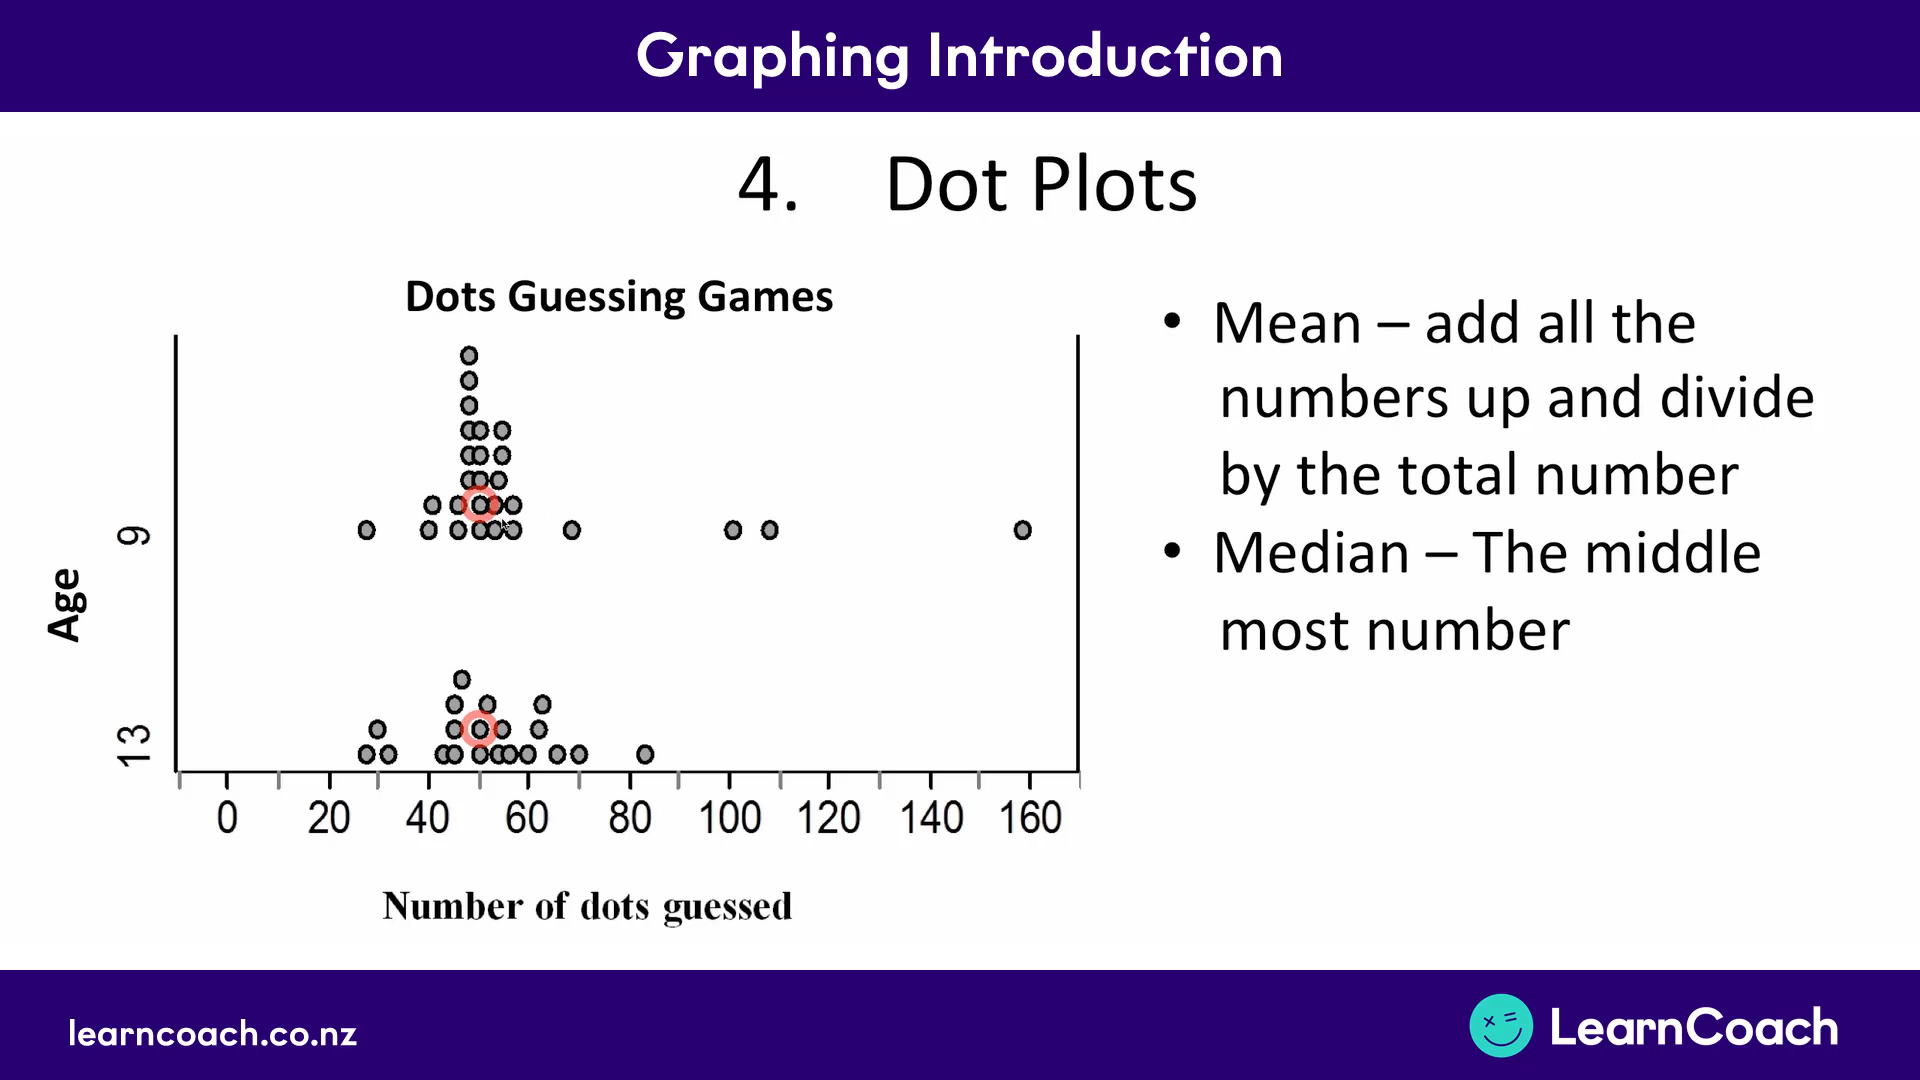 Graphing Introduction
4. Dot Plots
Dots Guessing Games
• Mean – add all the
numbers up and divide
by the total number
• Median – The middle
most number
Age
9
13
0 20 40 60 80 100 120 140 160
Number of dots guessed
learncoach.co.nz
LearnCoach